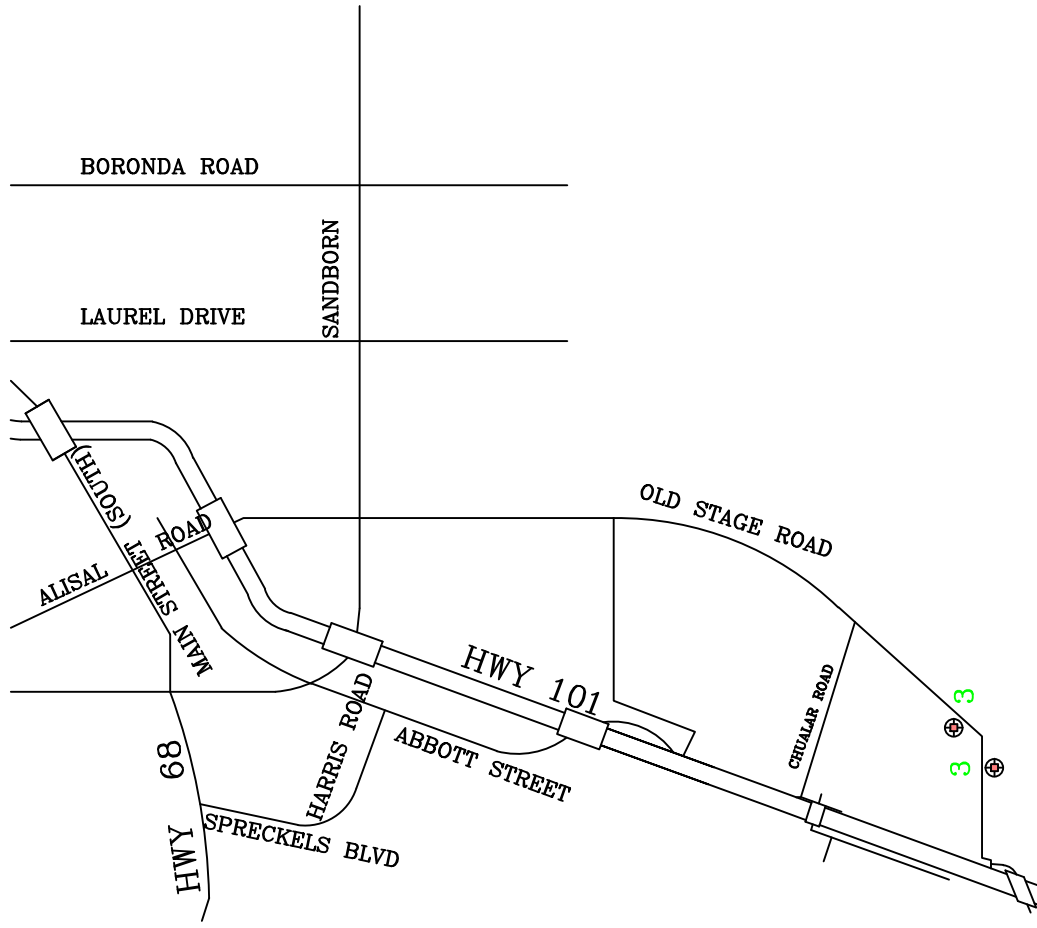 BORONDA ROAD
SANDBORN
LAUREL DRIVE
OLD STAGE ROAD
MAIN STREET (SOUTH)
ALISAL ROAD
HWY 101
CHUALAR ROAD
3
3
HARRIS ROAD
ABBOTT STREET
HWY 68
SPRECKELS BLVD